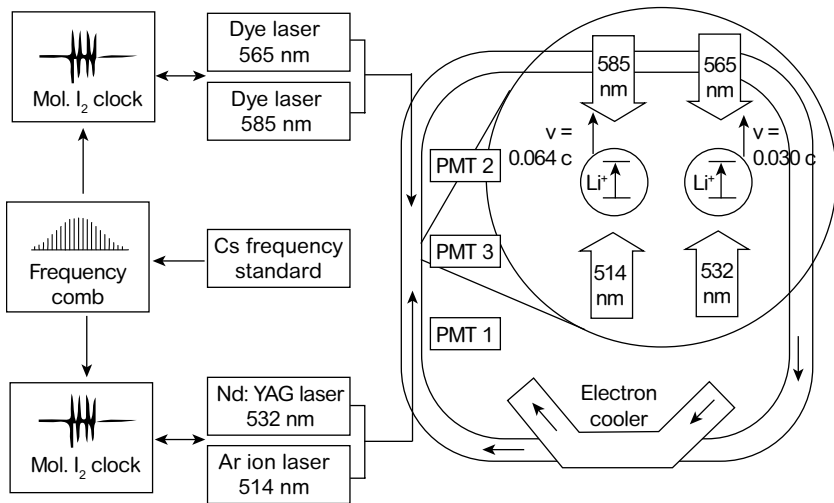 Mol. I₂ clock
Dye laser
565 nm
Dye laser
585 nm
Frequency
comb
Cs frequency
standard
Mol. I₂ clock
Nd: YAG laser
532 nm
Ar ion laser
514 nm
PMT 2
PMT 3
PMT 1
585
nm
565
nm
v =
0.064 c
v =
0.030 c
Li⁺
Li⁺
514
nm
532
nm
Electron
cooler